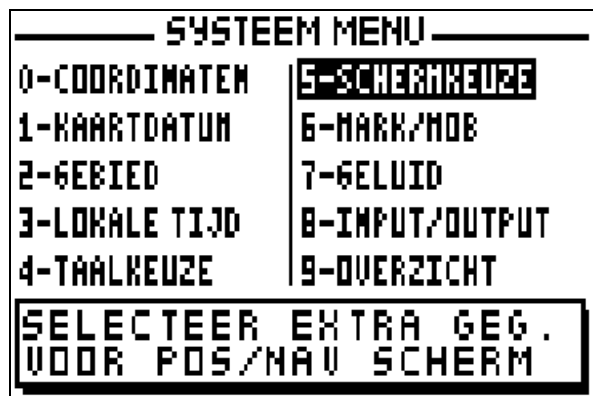 SYSTEEM MENU
0-COORDINATEN
1-KAARTDATUM
2-GEBIED
3-LOKALE TIJD
4-TAALKEUZE
5-SCHERMKEUZE
6-MARK/MOB
7-GELUID
8-INPUT/OUTPUT
9-OVERZICHT
SELECTEER EXTRA GEG.
VOOR POS/NAV SCHERM